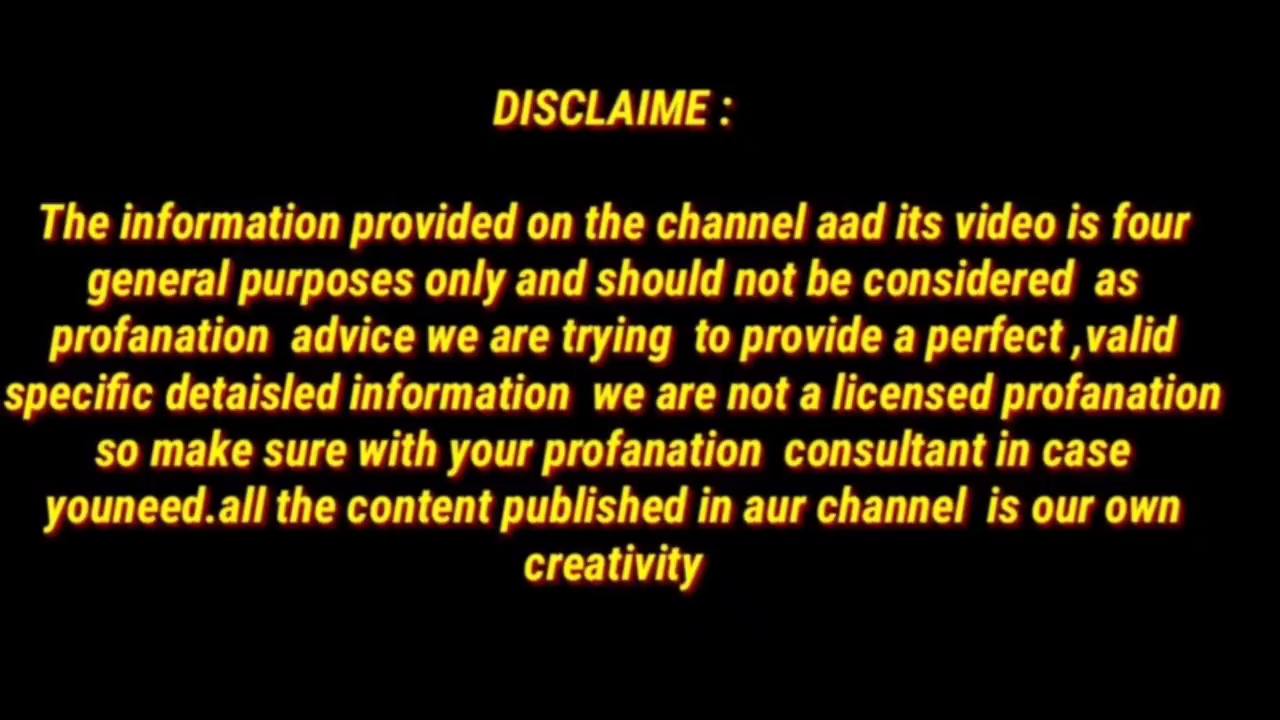 DISCLAIME :
The information provided on the channel aad its video is four
general purposes only and should not be considered as
profanation advice we are trying to provide a perfect ,valid
specific detaisled information we are not a licensed profanation
so make sure with your profanation consultant in case
youneed.all the content published in aur channel is our own
creativity